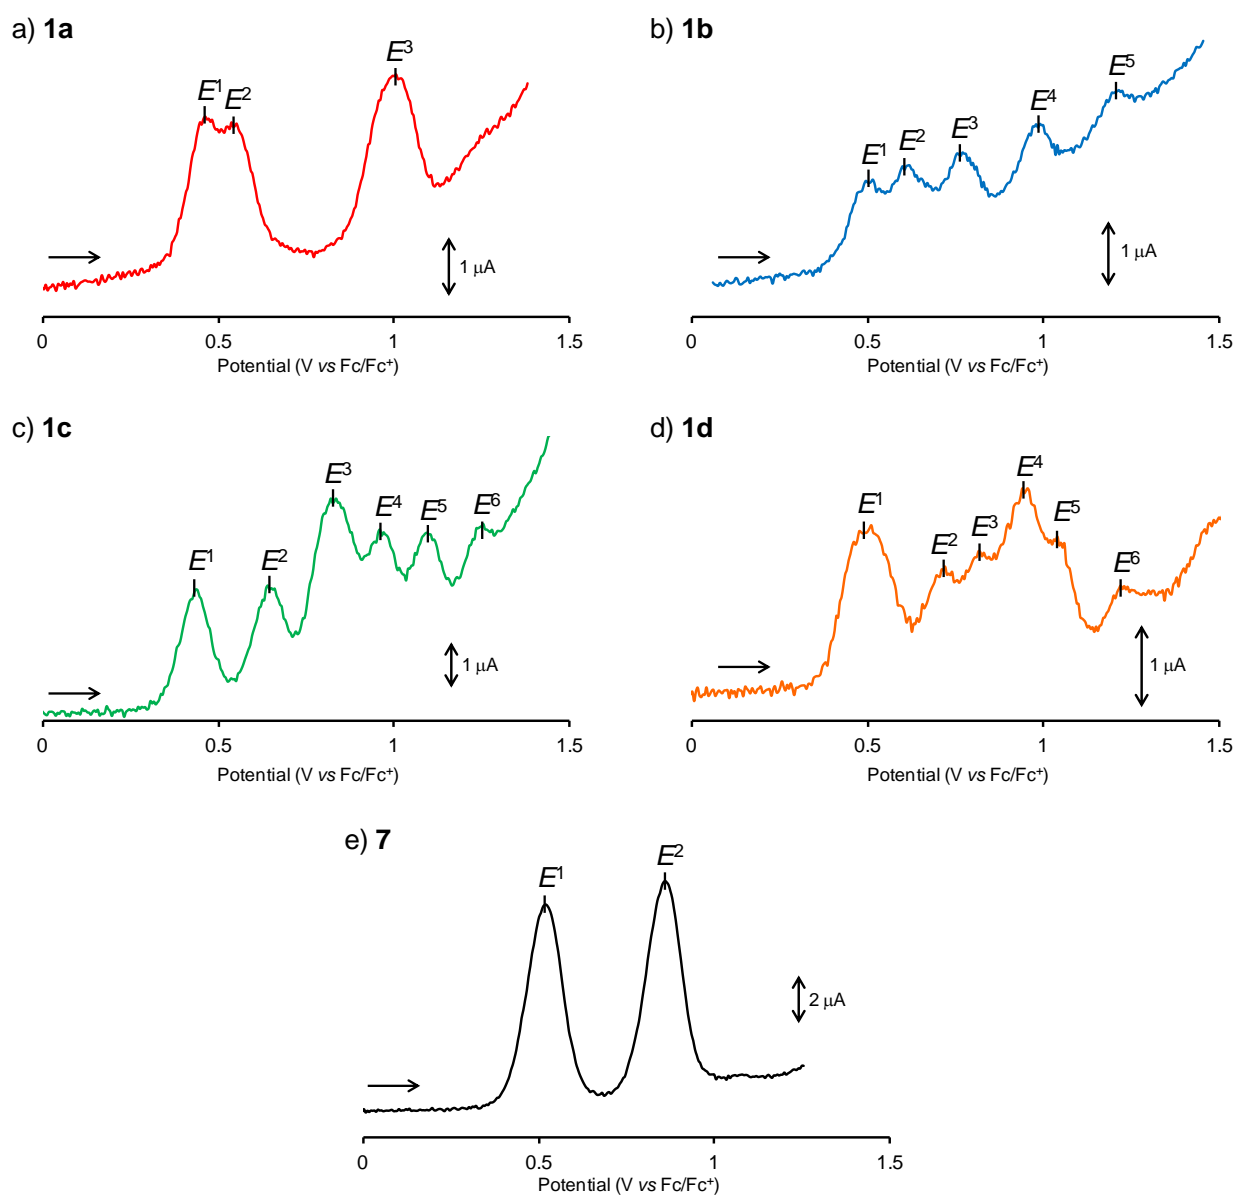 a) 1a
E¹ E² E³
1 μA
0 0.5 1 1.5
Potential (V vs Fc/Fc⁺)
b) 1b
E¹ E² E³ E⁴ E⁵
1 μA
0 0.5 1 1.5
Potential (V vs Fc/Fc⁺)
c) 1c
E¹ E² E³ E⁴ E⁵ E⁶
1 μA
0 0.5 1 1.5
Potential (V vs Fc/Fc⁺)
d) 1d
E¹ E² E³ E⁴ E⁵ E⁶
1 μA
0 0.5 1 1.5
Potential (V vs Fc/Fc⁺)
e) 7
E¹ E²
2 μA
0 0.5 1 1.5
Potential (V vs Fc/Fc⁺)